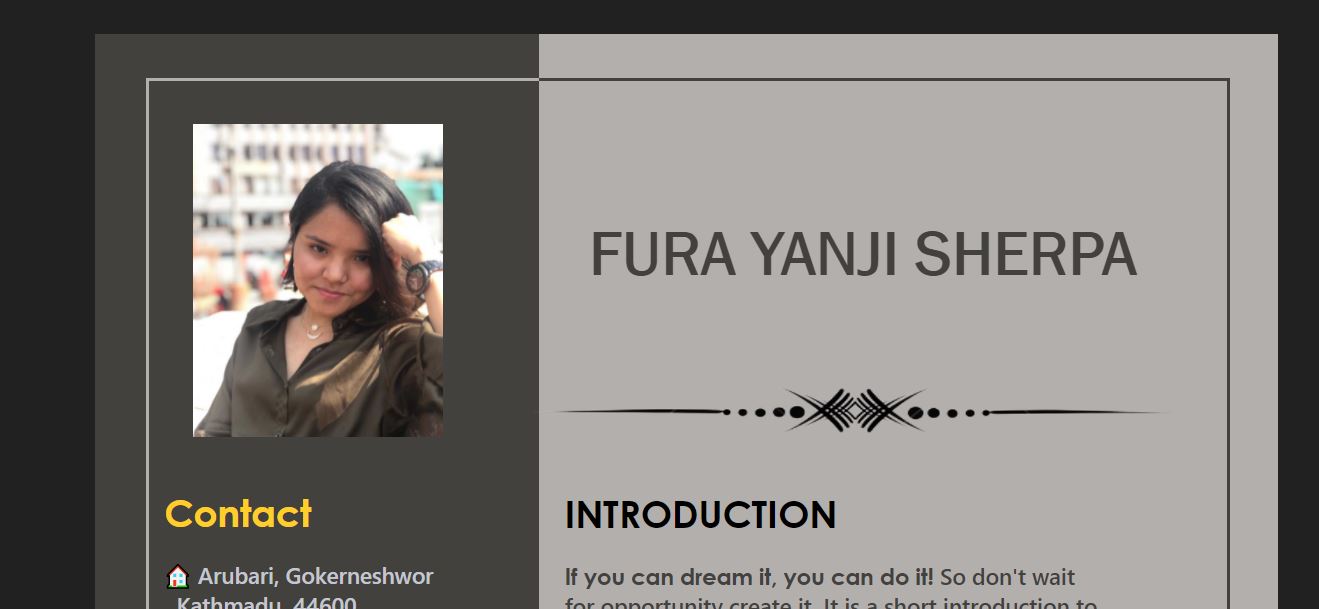 FURA YANJI SHERPA
Contact
Arubari, Gokerneshwor
Kathmadu, 44600
INTRODUCTION
If you can dream it, you can do it! So don't wait
for opportunity create it. It is a short introduction to